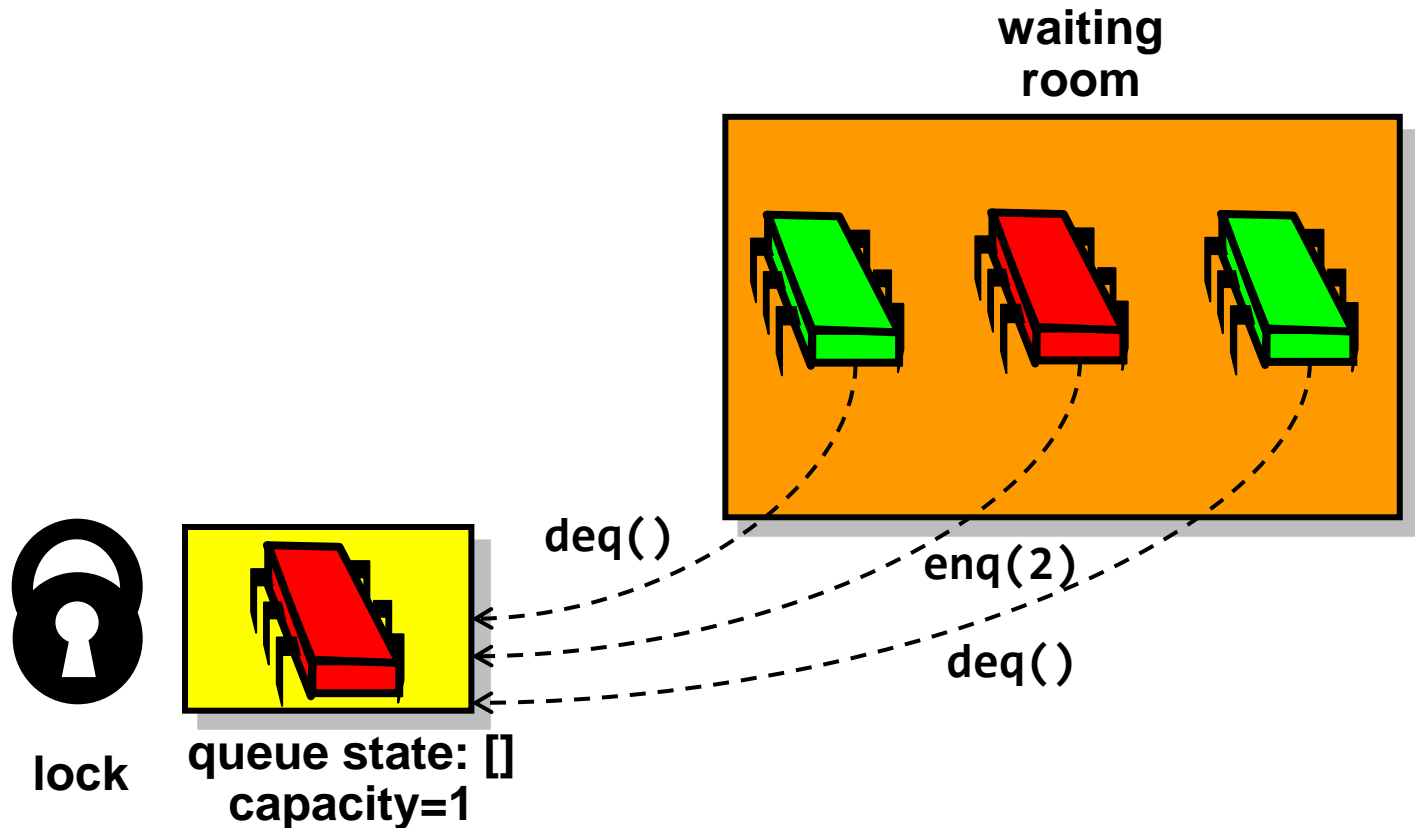 waiting
room
deq()
enq(2)
deq()
lock
queue state: []
capacity=1